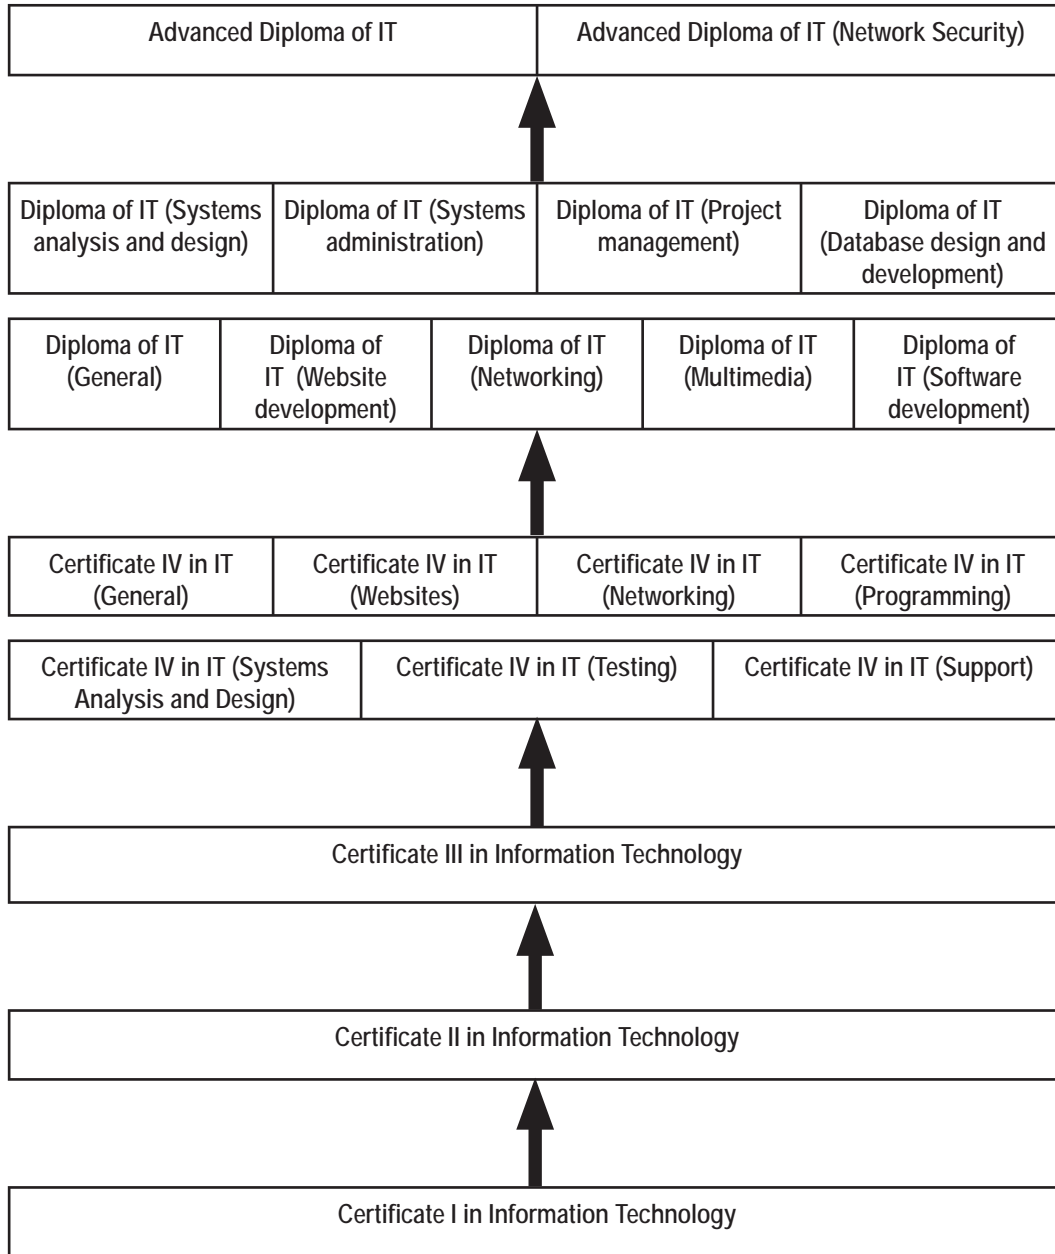 Advanced Diploma of IT
Advanced Diploma of IT (Network Security)
Diploma of IT (Systems
analysis and design)
Diploma of IT (Systems
administration)
Diploma of IT (Project
management)
Diploma of IT
(Database design and
development)
Diploma of IT
(General)
Diploma of
IT (Website
development)
Diploma of IT
(Networking)
Diploma of IT
(Multimedia)
Diploma of
IT (Software
development)
Certificate IV in IT
(General)
Certificate IV in IT
(Websites)
Certificate IV in IT
(Networking)
Certificate IV in IT
(Programming)
Certificate IV in IT (Systems
Analysis and Design)
Certificate IV in IT (Testing)
Certificate IV in IT (Support)
Certificate III in Information Technology
Certificate II in Information Technology
Certificate I in Information Technology